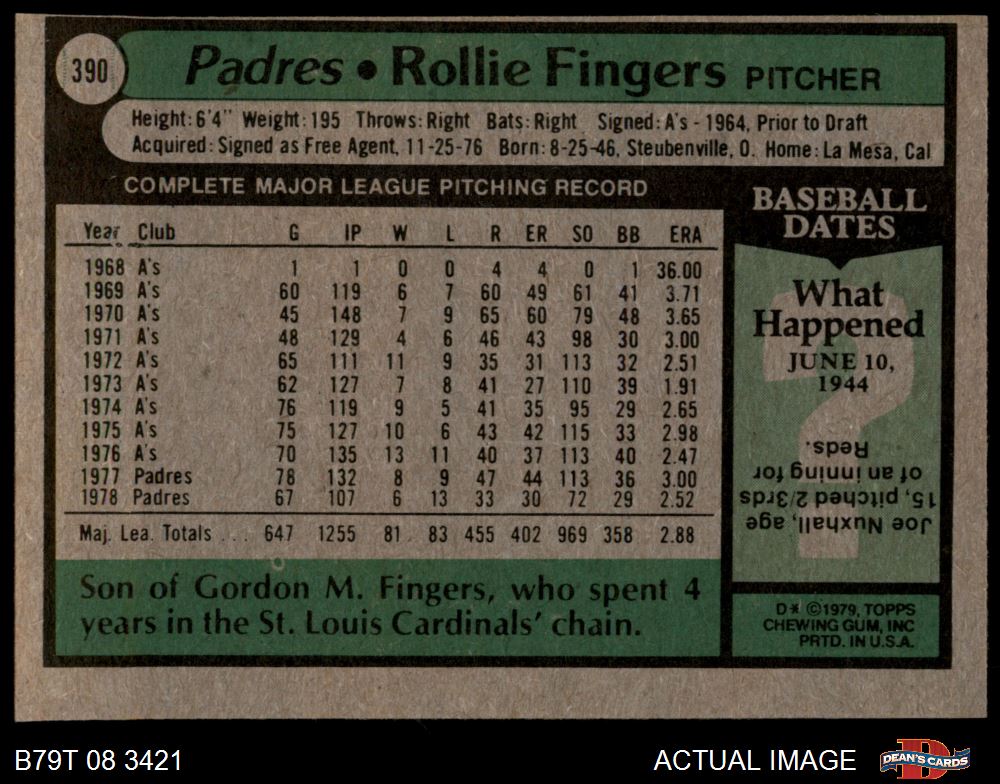 390
Padres • Rollie Fingers PITCHER
Height: 6'4" Weight: 195 Throws: Right Bats: Right Signed: A's - 1964, Prior to Draft
Acquired: Signed as Free Agent, 11-25-76 Born: 8-25-46, Steubenville, O. Home: La Mesa, Cal
COMPLETE MAJOR LEAGUE PITCHING RECORD
Year Club G IP W L R ER SO BB ERA
1968 A's 1 1 0 0 4 4 0 1 36.00
1969 A's 60 119 6 7 60 49 61 41 3.71
1970 A's 45 148 7 9 65 60 79 48 3.65
1971 A's 48 129 4 6 46 43 98 30 3.00
1972 A's 65 111 11 9 35 31 113 32 2.51
1973 A's 62 127 7 8 41 27 110 39 1.91
1974 A's 76 119 9 5 41 35 95 29 2.65
1975 A's 75 127 10 6 43 42 115 33 2.98
1976 A's 70 135 13 11 40 37 113 40 2.47
1977 Padres 78 132 8 9 47 44 113 36 3.00
1978 Padres 67 107 6 13 33 30 72 29 2.52
Maj. Lea. Totals ... 647 1255 81 83 455 402 969 358 2.88
Son of Gordon M. Fingers, who spent 4
years in the St. Louis Cardinals' chain.
BASEBALL
DATES
What
Happened
JUNE 10,
1944
?
Joe Nuxhall, age
15, pitched 2/3rds
of an inning for
Reds.
D* ©1979, TOPPS
CHEWING GUM, INC
PRTD. IN U.S.A.
B79T 08 3421
ACTUAL IMAGE
D
DEAN'S CARDS